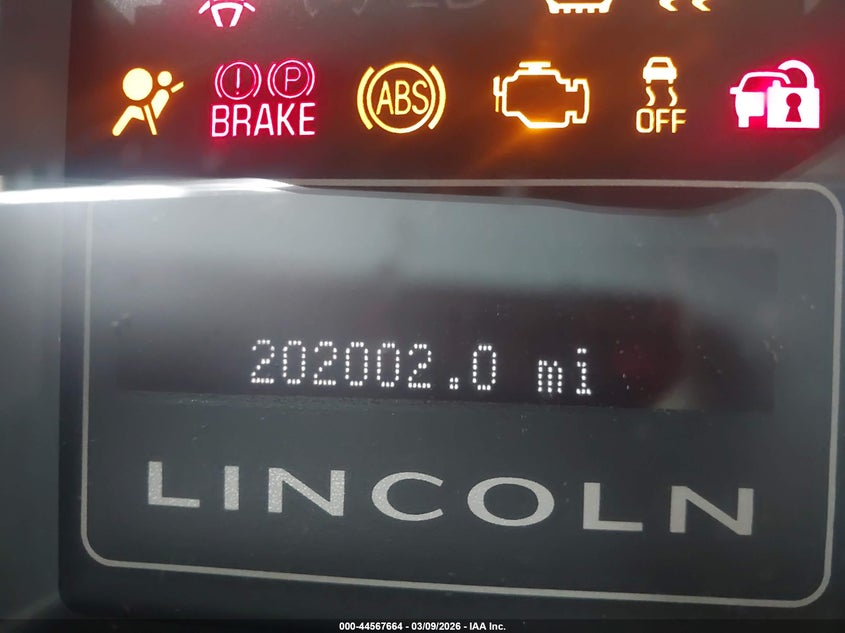 (!) (P)
BRAKE
ABS
OFF
202002.0 mi
LINCOLN
000-44567664 - 03/09/2026 - IAA Inc.